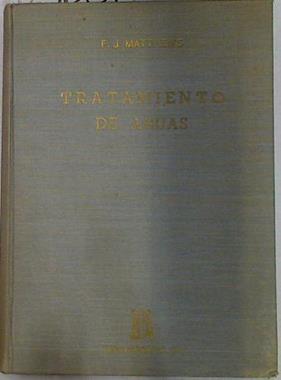 F. J. MATTHEWS
TRATAMIENTO
DE AGUAS